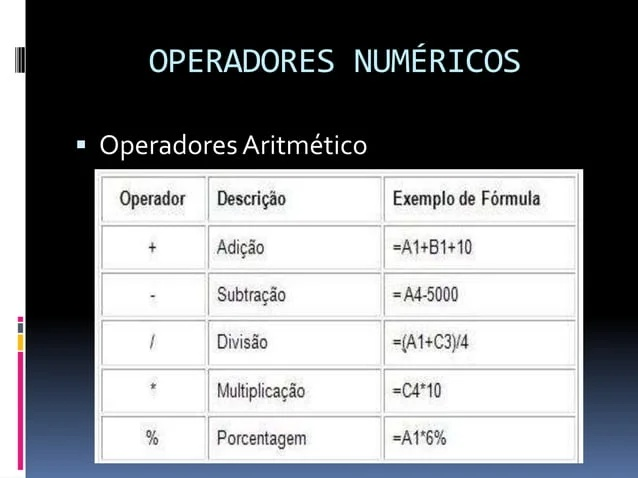 OPERADORES NUMÉRICOS
Operadores Aritmético
Operador Descrição Exemplo de Fórmula
+ Adição =A1+B1+10
- Subtração = A4-5000
/ Divisão =(A1+C3)/4
* Multiplicação =C4*10
% Porcentagem =A1*6%